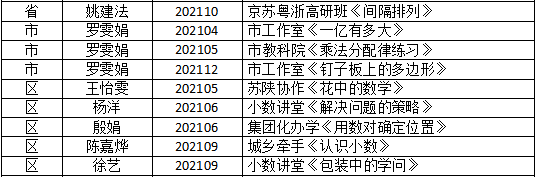 省 姚建法 202110 京苏粤浙高研班《间隔排列》
市 罗雯娟 202104 市工作室《一亿有多大》
市 罗雯娟 202105 市教科院《乘法分配律练习》
市 罗雯娟 202112 市工作室《钉子板上的多边形》
区 王怡雯 202105 苏陕协作《花中的数学》
区 杨洋 202106 小数讲堂《解决问题的策略》
区 殷娟 202106 集团化办学《用数对确定位置》
区 陈嘉烨 202109 城乡牵手《认识小数》
区 徐艺 202109 小数讲堂《包装中的学问》